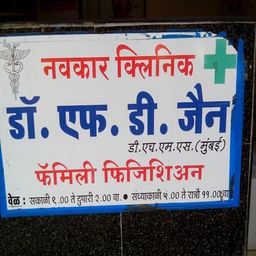 नवकार क्लिनिक
डॉ. एफ. डी. जैन
डी.एच.एम.एस.(मुंबई)
फॅमिली फिजिशिअन
वेळ : सकाळी ९.०० ते दुपारी २.०० वा. • संध्याकाळी ५.०० ते रात्रौ ११.०० वा